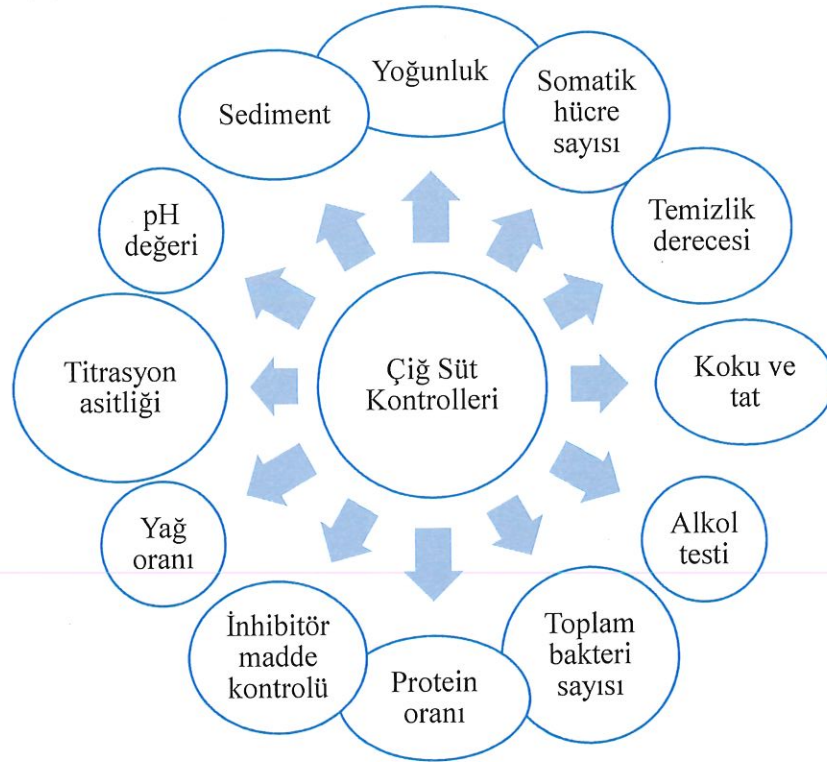 Yoğunluk
Somatik
hücre
sayısı
Temizlik
derecesi
Koku ve
tat
Alkol
testi
Toplam
bakteri
sayısı
Protein
oranı
İnhibitör
madde
kontrolü
Yağ
oranı
Titrasyon
asitliği
pH
değeri
Sediment
Çiğ Süt
Kontrolleri